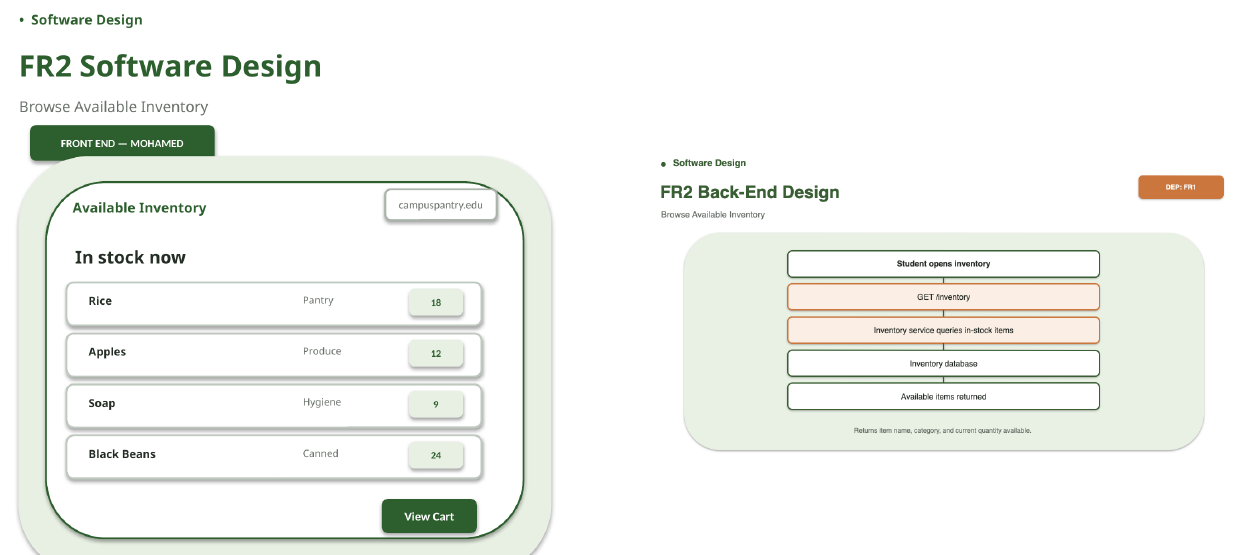 • Software Design
FR2 Software Design
Browse Available Inventory
FRONT END — MOHAMED
Available Inventory
campuspantry.edu
In stock now
Rice Pantry 18
Apples Produce 12
Soap Hygiene 9
Black Beans Canned 24
View Cart
• Software Design
FR2 Back-End Design
DEP: FR1
Browse Available Inventory
Student opens inventory
GET /inventory
Inventory service queries in-stock items
Inventory database
Available items returned
Returns item name, category, and current quantity available.